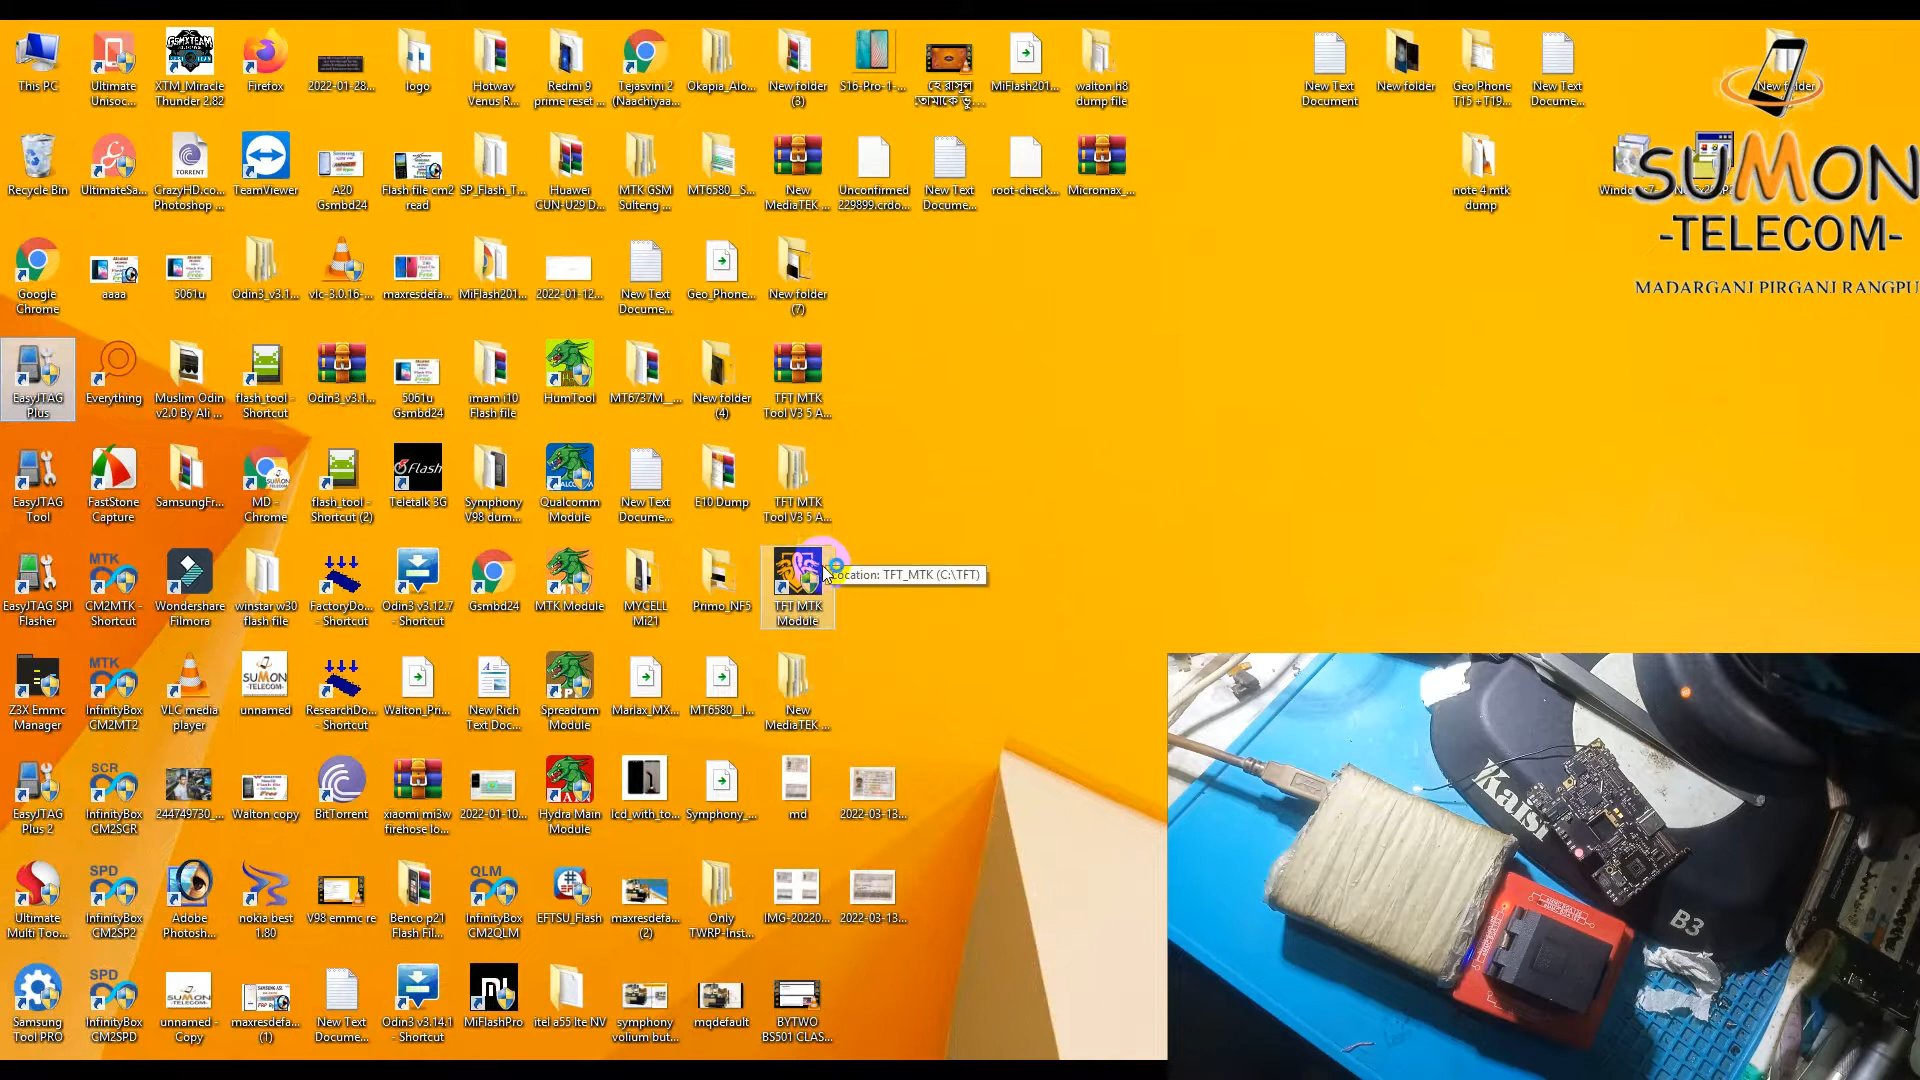 This PC
Ultimate
Unisoc...
XTM_Miracle
Thunder 2.82
Firefox
2022-01-28...
logo
Hotwav
Venus R...
Redmi 9
prime reset ...
Tejasvini 2
(Naachiyaa...
Okapia_Alo...
New folder
(3)
S16-Pro-1-...
হে রাসুল
তোমাকে ভু...
MiFlash201...
walton h8
dump file
New Text
Document
New folder
Geo Phone
T15 + T19...
New Text
Docume...
New folder
Recycle Bin
UltimateSa...
TORRENT
CrazyHD.co...
Photoshop ...
TeamViewer
A20
Gsmbd24
Flash file cm2
read
SP_Flash_T...
Huawei
CUN-U29 D...
MTK GSM
Sulteng ...
MT6580__S...
New
MediaTEK ...
Unconfirmed
229899.crdo...
New Text
Docume...
root-check...
Micromax_...
note 4 mtk
dump
SUMON
-TELECOM-
MADARGANJ PIRGANJ RANGPU
Google
Chrome
aaaa
5061u
Odin3_v3.1...
vlc-3.0.16-...
maxresdefa...
MiFlash201...
2022-01-12...
New Text
Docume...
Geo_Phone...
New folder
(7)
EasyJTAG
Plus
Everything
Muslim Odin
v2.0 By Ali ...
flash_tool -
Shortcut
Odin3_v3.1...
5061u
Gsmbd24
imam i10
Flash file
HumTool
MT6737M__...
New folder
(4)
TFT MTK
Tool V3 5 A...
EasyJTAG
Tool
FastStone
Capture
SamsungFr...
MD -
Chrome
flash_tool -
Shortcut (2)
Flash
Teletalk 3G
Symphony
V98 dum...
Qualcomm
Module
New Text
Docume...
E10 Dump
TFT MTK
Tool V3 5 A...
EasyJTAG SPI
Flasher
MTK
CM2MTK -
Shortcut
Wondershare
Filmora
winstar w30
flash file
FactoryDo...
- Shortcut
Odin3 v3.12.7
- Shortcut
Gsmbd24
MTK Module
MYCELL
Mi21
Primo_NF5
TFT MTK
Module
Location: TFT_MTK (C:\TFT)
Z3X Emmc
Manager
MTK
InfinityBox
CM2MT2
VLC media
player
SUMON
-TELECOM-
unnamed
ResearchDo...
- Shortcut
Walton_Pri...
New Rich
Text Doc...
Spreadrum
Module
Marlax_MX...
MT6580__I...
New
MediaTEK ...
EasyJTAG
Plus 2
SCR
InfinityBox
CM2SCR
244749730_...
Walton copy
BitTorrent
xiaomi mi3w
firehose lo...
2022-01-10...
Hydra Main
Module
lcd_with_to...
Symphony_...
md
2022-03-13...
Ultimate
Multi Too...
SPD
InfinityBox
CM2SP2
Adobe
Photosh...
nokia best
1.80
V98 emmc re
Benco p21
Flash Fil...
QLM
InfinityBox
CM2QLM
EFTSU_Flash
maxresdefa...
(2)
Only
TWRP-Inst...
IMG-20220...
2022-03-13...
Samsung
Tool PRO
SPD
InfinityBox
CM2SPD
SUMON
-TELECOM-
unnamed -
Copy
maxresdefa...
(1)
New Text
Docume...
Odin3 v3.14.1
- Shortcut
MiFlashPro
itel a55 lte NV
symphony
volium but...
mqdefault
BYTWO
BS501 CLAS...
Kaisi
B3